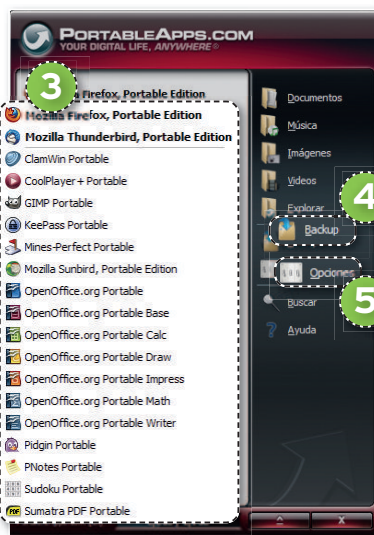 PORTABLEAPPS.COM
YOUR DIGITAL LIFE, ANYWHERE®
3
Firefox, Portable Edition
Mozilla Firefox, Portable Edition
Mozilla Thunderbird, Portable Edition
ClamWin Portable
CoolPlayer+ Portable
GIMP Portable
KeePass Portable
Mines-Perfect Portable
Mozilla Sunbird, Portable Edition
OpenOffice.org Portable
OpenOffice.org Portable Base
OpenOffice.org Portable Calc
OpenOffice.org Portable Draw
OpenOffice.org Portable Impress
OpenOffice.org Portable Math
OpenOffice.org Portable Writer
Pidgin Portable
PNotes Portable
Sudoku Portable
PDF Sumatra PDF Portable
Documentos
Música
Imágenes
Videos
Explorar
4
Backup
Opciones
5
Buscar
Ayuda
X